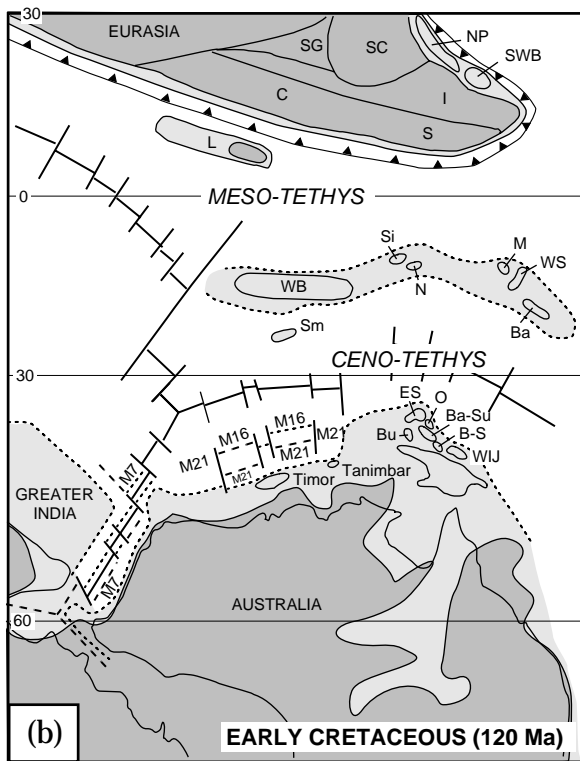 30
EURASIA
NP
SG
SC
SWB
C
I
S
L
0
MESO-TETHYS
Si
M
WS
WB
N
Ba
Sm
CENO-TETHYS
30
ES
O
Ba-Su
Bu
B-S
WIJ
M16
M16
M21
M21
M21
M21
M7
Tanimbar
Timor
GREATER
INDIA
M7
AUSTRALIA
60
(b)
EARLY CRETACEOUS (120 Ma)